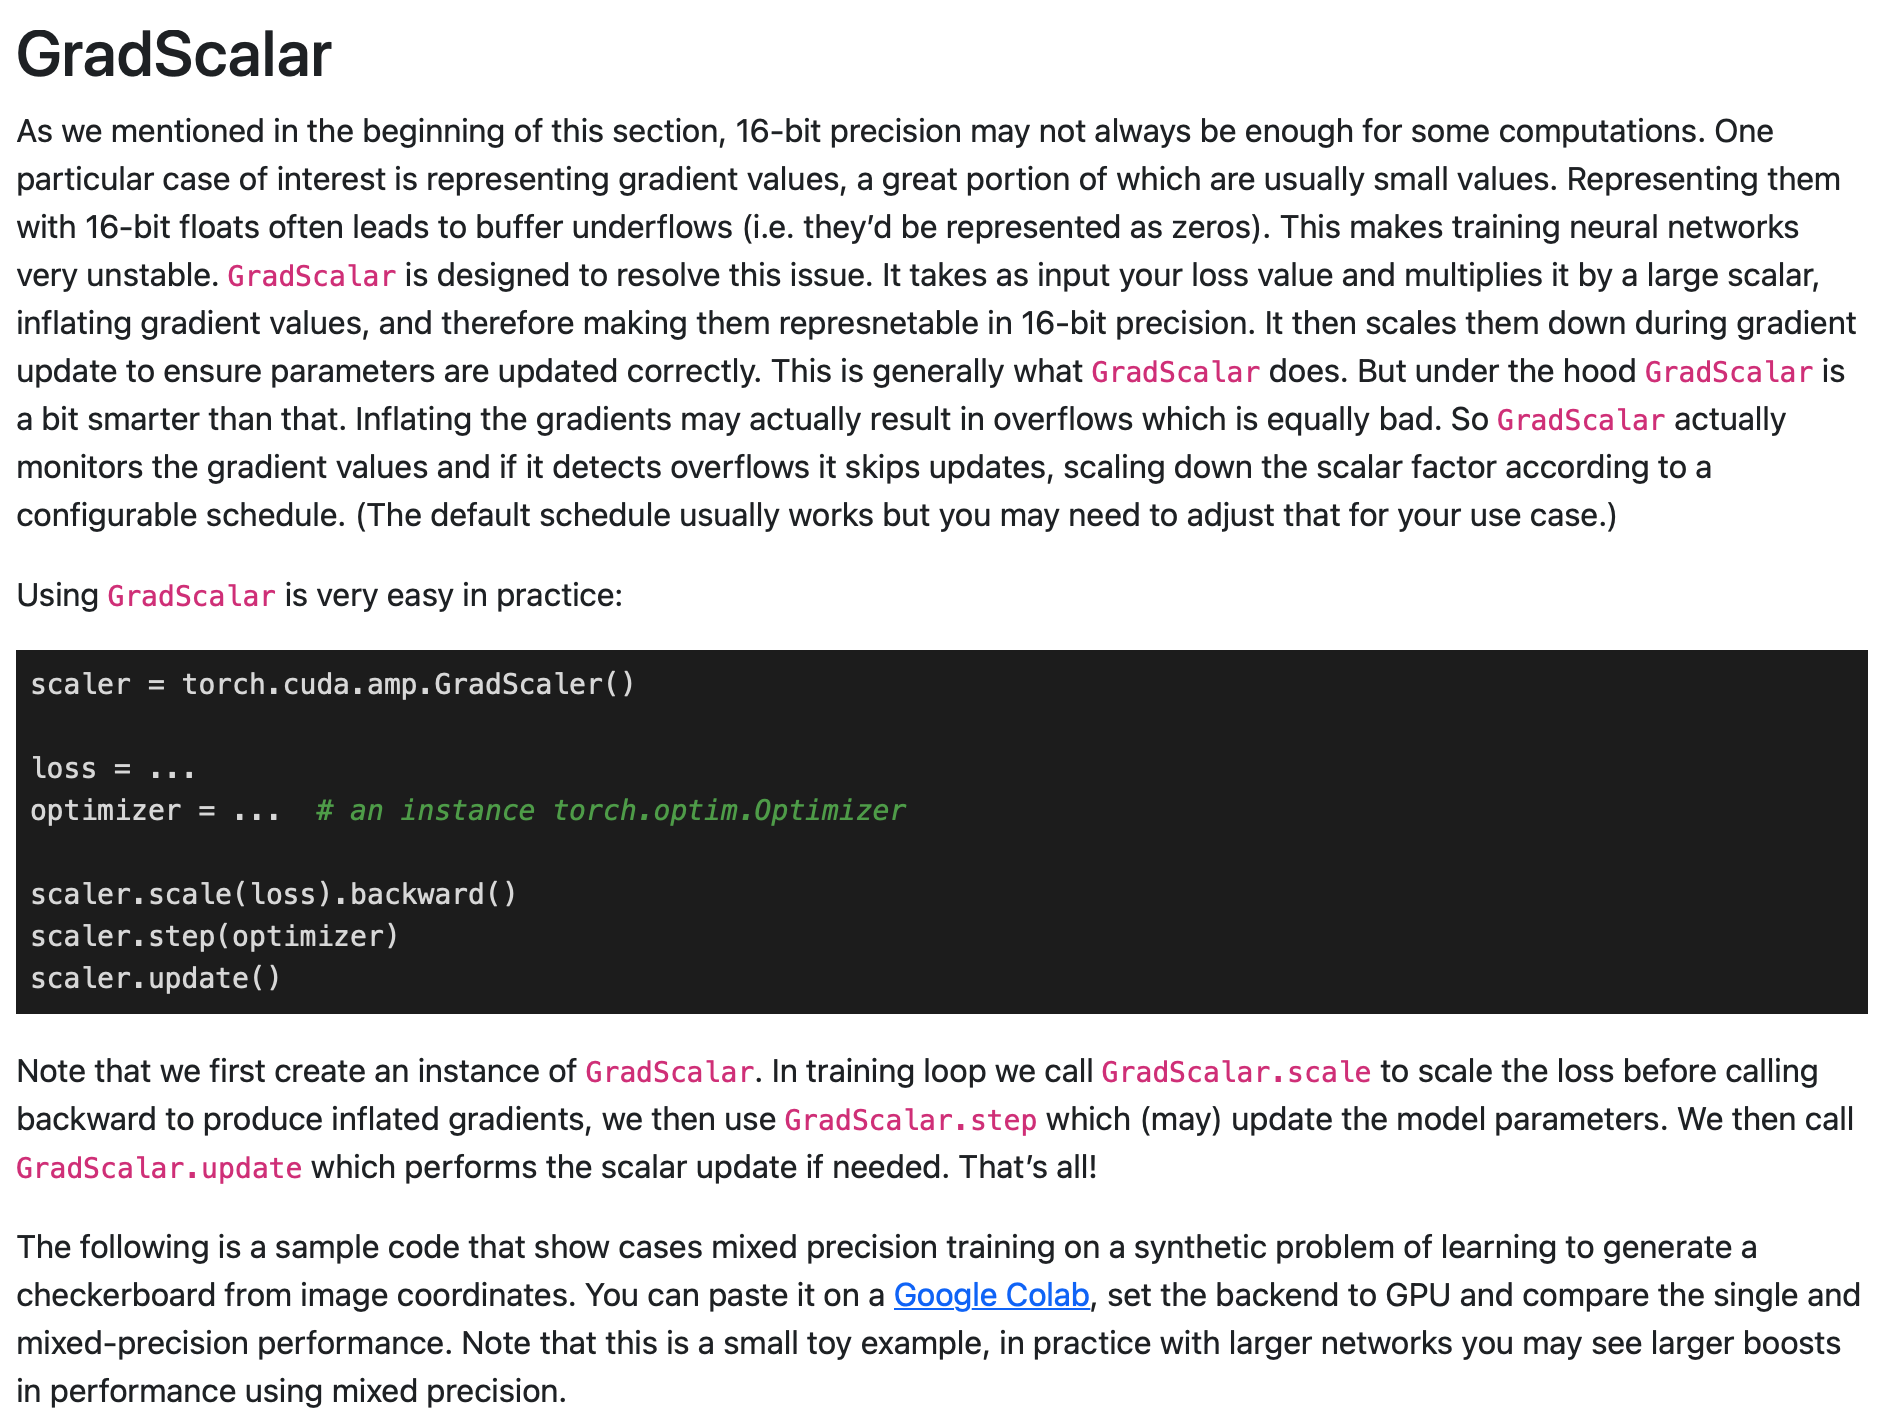 GradScalar
As we mentioned in the beginning of this section, 16-bit precision may not always be enough for some computations. One
particular case of interest is representing gradient values, a great portion of which are usually small values. Representing them
with 16-bit floats often leads to buffer underflows (i.e. they’d be represented as zeros). This makes training neural networks
very unstable. GradScalar is designed to resolve this issue. It takes as input your loss value and multiplies it by a large scalar,
inflating gradient values, and therefore making them represnetable in 16-bit precision. It then scales them down during gradient
update to ensure parameters are updated correctly. This is generally what GradScalar does. But under the hood GradScalar is
a bit smarter than that. Inflating the gradients may actually result in overflows which is equally bad. So GradScalar actually
monitors the gradient values and if it detects overflows it skips updates, scaling down the scalar factor according to a
configurable schedule. (The default schedule usually works but you may need to adjust that for your use case.)
Using GradScalar is very easy in practice:
scaler = torch.cuda.amp.GradScaler()
loss = ...
optimizer = ...  # an instance torch.optim.Optimizer
scaler.scale(loss).backward()
scaler.step(optimizer)
scaler.update()
Note that we first create an instance of GradScalar. In training loop we call GradScalar.scale to scale the loss before calling
backward to produce inflated gradients, we then use GradScalar.step which (may) update the model parameters. We then call
GradScalar.update which performs the scalar update if needed. That’s all!
The following is a sample code that show cases mixed precision training on a synthetic problem of learning to generate a
checkerboard from image coordinates. You can paste it on a Google Colab, set the backend to GPU and compare the single and
mixed-precision performance. Note that this is a small toy example, in practice with larger networks you may see larger boosts
in performance using mixed precision.